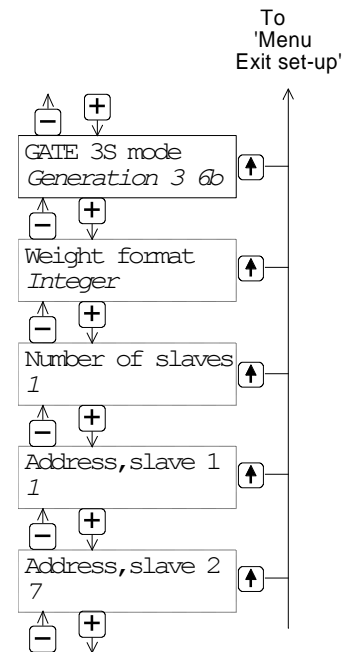 To
'Menu
Exit set-up'
GATE 3S mode
Generation 3 6b
Weight format
Integer
Number of slaves
1
Address,slave 1
1
Address,slave 2
7